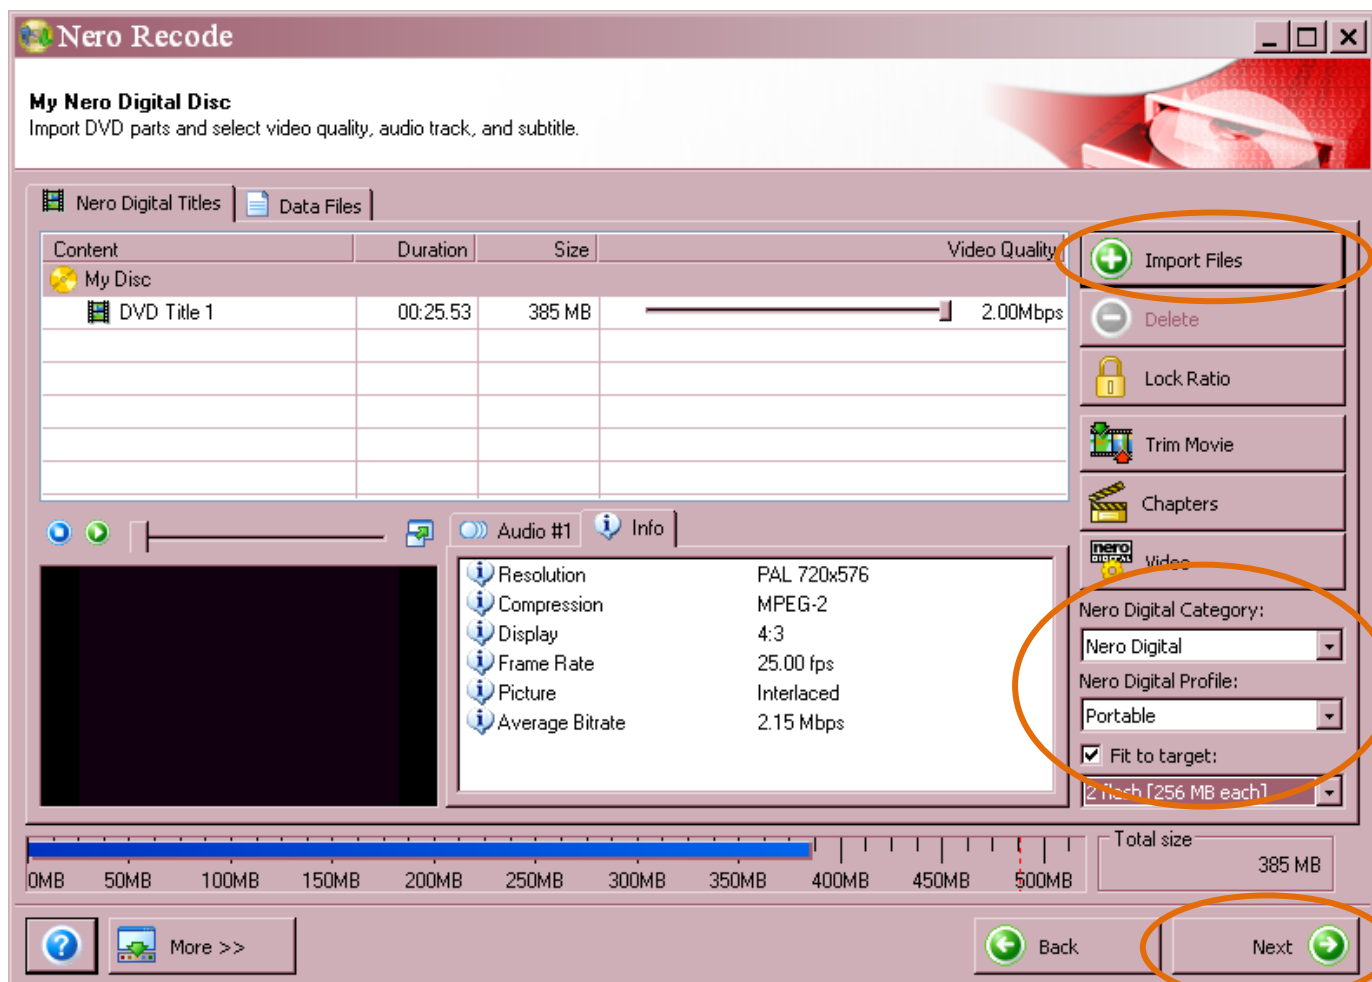 Nero Recode
My Nero Digital Disc
Import DVD parts and select video quality, audio track, and subtitle.
Nero Digital Titles
Data Files
Content Duration Size Video Quality
My Disc
DVD Title 1 00:25.53 385 MB 2.00Mbps
Import Files
Delete
Lock Ratio
Trim Movie
Chapters
nero
DIGITAL
Video
Audio #1
Info
Resolution PAL 720x576
Compression MPEG-2
Display 4:3
Frame Rate 25.00 fps
Picture Interlaced
Average Bitrate 2.15 Mbps
Nero Digital Category:
Nero Digital
Nero Digital Profile:
Portable
Fit to target:
2 flash [256 MB each]
0MB 50MB 100MB 150MB 200MB 250MB 300MB 350MB 400MB 450MB 500MB
Total size
385 MB
More >>
Back
Next